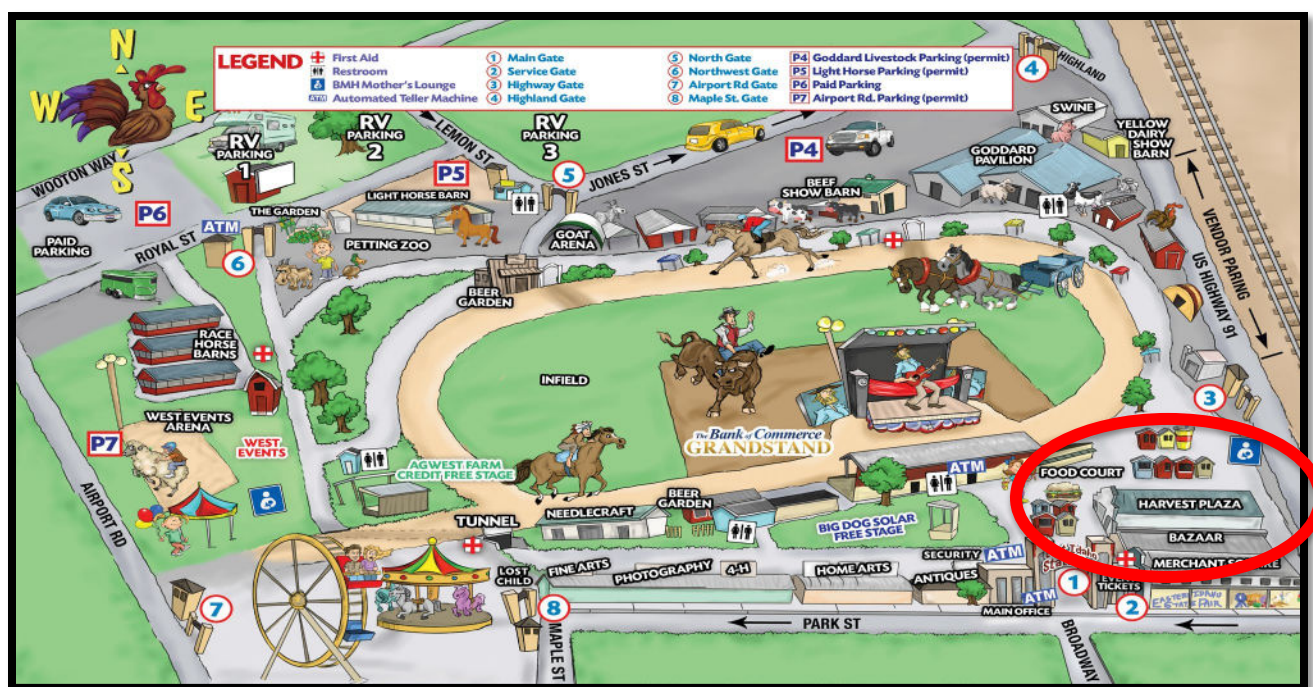 N
W E
S
LEGEND
First Aid
Restroom
BMH Mother's Lounge
ATM Automated Teller Machine
1 Main Gate
2 Service Gate
3 Highway Gate
4 Highland Gate
5 North Gate
6 Northwest Gate
7 Airport Rd Gate
8 Maple St. Gate
P4 Goddard Livestock Parking (permit)
P5 Light Horse Parking (permit)
P6 Paid Parking
P7 Airport Rd. Parking (permit)
4
HIGHLAND
WOOTON WAY
RV
PARKING
1
RV
PARKING
2
LEMON ST
RV
PARKING
3
5
JONES ST
P4
SWINE
YELLOW
DAIRY
SHOW
BARN
GODDARD
PAVILION
P6
PAID
PARKING
ROYAL ST
ATM
6
THE GARDEN
P5
LIGHT HORSE BARN
PETTING ZOO
GOAT
ARENA
BEEF
SHOW BARN
VENDOR PARING
US HIGHWAY 91
BEER
GARDEN
RACE
HORSE
BARNS
INFIELD
3
WEST EVENTS
ARENA
P7
WEST
EVENTS
AIRPORT RD
AGWEST FARM
CREDIT FREE STAGE
The Bank of Commerce
GRANDSTAND
ATM
FOOD COURT
HARVEST PLAZA
BAZAAR
MERCHANT SQUARE
TUNNEL
NEEDLECRAFT
BEER
GARDEN
BIG DOG SOLAR
FREE STAGE
SECURITY
ATM
LOST
CHILD
FINE ARTS
PHOTOGRAPHY
4-H
HOME ARTS
ANTIQUES
MAIN OFFICE
ATM
Idaho
1
TICKETS
2
EASTERN IDAHO
STATE FAIR
7
8
MAPLE ST
PARK ST
BROADWAY